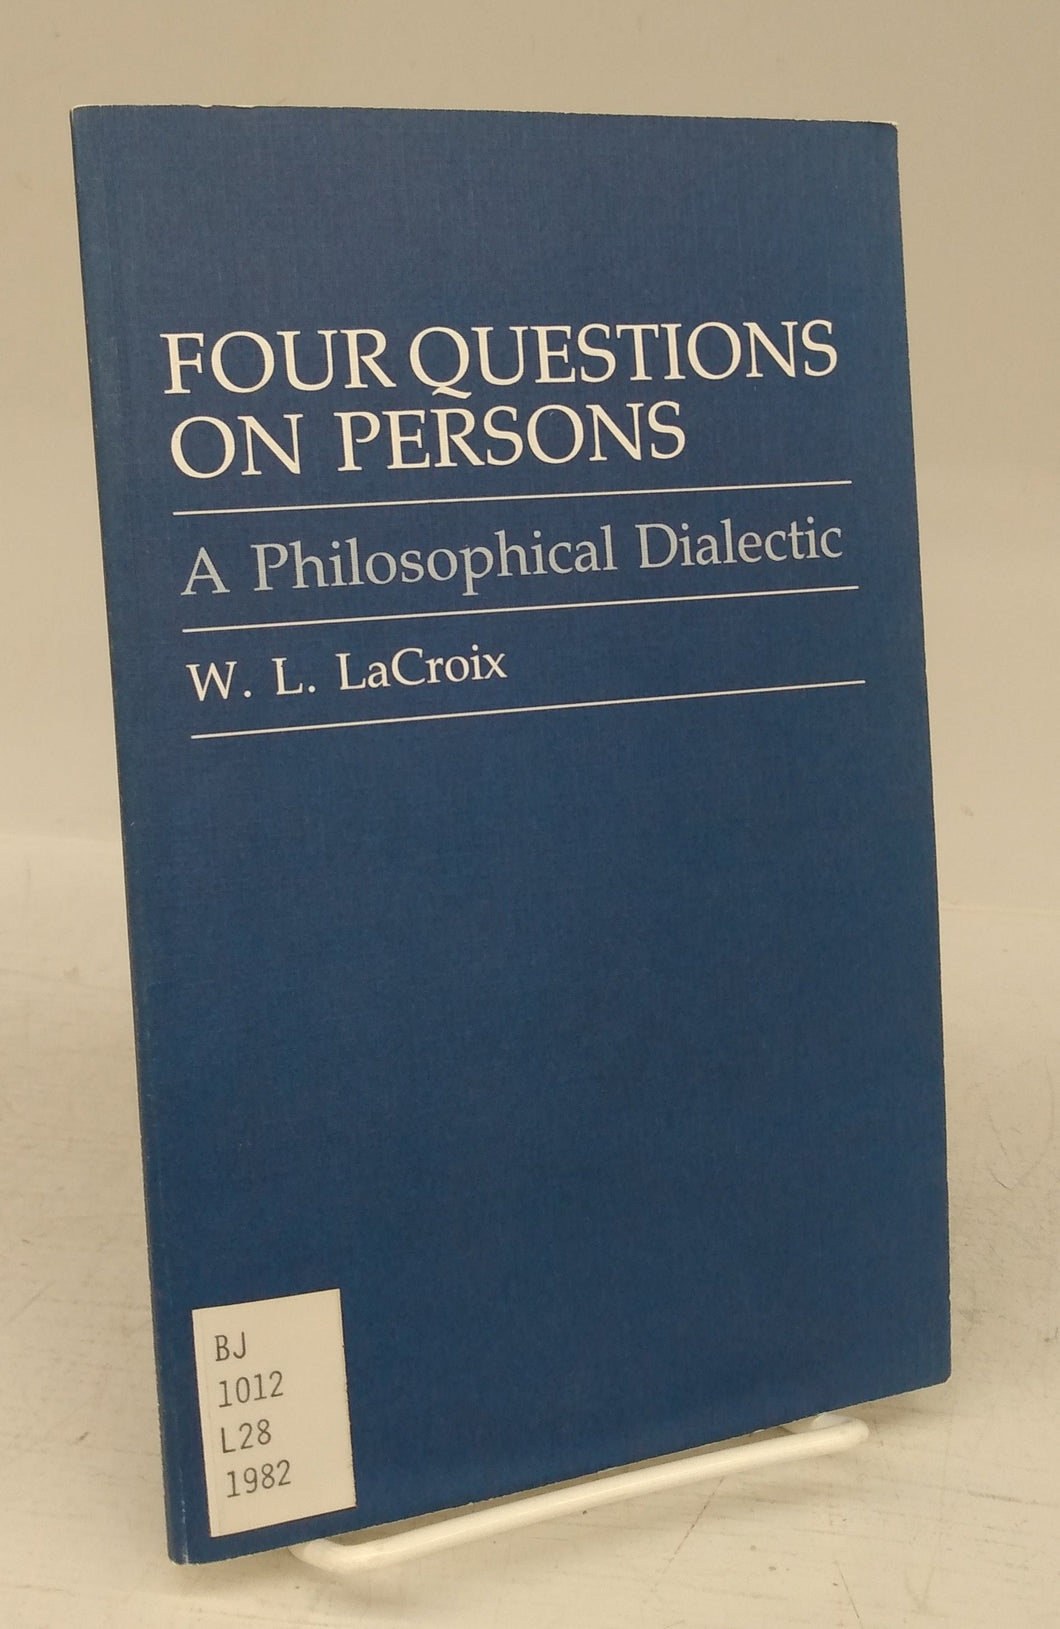 FOUR QUESTIONS
ON PERSONS
A Philosophical Dialectic
W. L. LaCroix
BJ
1012
L28
1982